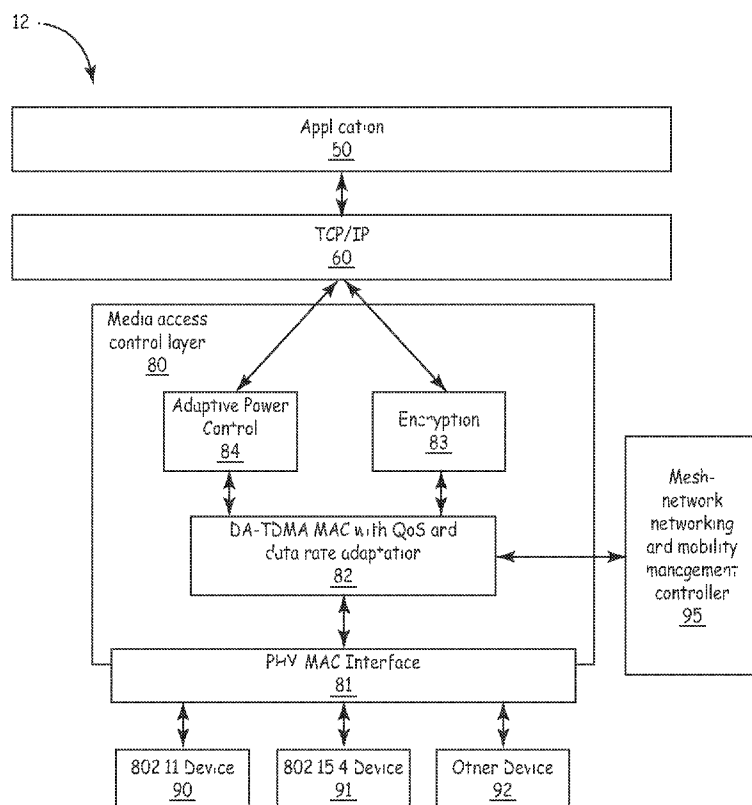 12
Application
50
TCP/IP
60
Media access
control layer
80
Adaptive Power
Control
84
Encryption
83
DA-TDMA MAC with QoS and
data rate adaptation
82
Mesh-
network
networking
and mobility
management
controller
95
PHY MAC Interface
81
802 11 Device
90
802 15 4 Device
91
Other Device
92